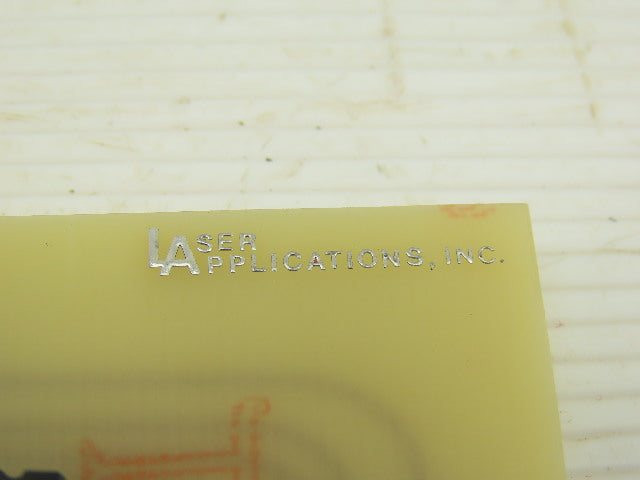 LASER
APPLICATIONS, INC.